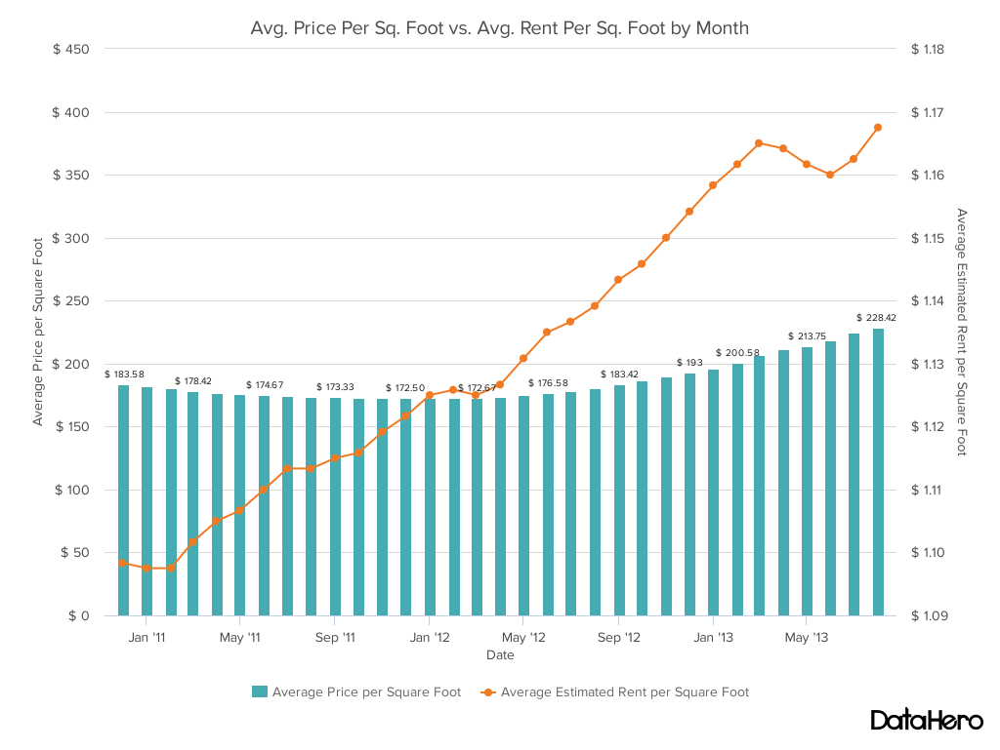 Avg. Price Per Sq. Foot vs. Avg. Rent Per Sq. Foot by Month
$ 450
$ 400
$ 350
$ 300
$ 250
$ 200
$ 150
$ 100
$ 50
$ 0
Average Price per Square Foot
$ 1.18
$ 1.17
$ 1.16
$ 1.15
$ 1.14
$ 1.13
$ 1.12
$ 1.11
$ 1.10
$ 1.09
Average Estimated Rent per Square Foot
$ 183.58
$ 178.42
$ 174.67
$ 173.33
$ 172.50
$ 172.67
$ 176.58
$ 183.42
$ 193
$ 200.58
$ 213.75
$ 228.42
Jan '11
May '11
Sep '11
Jan '12
May '12
Sep '12
Jan '13
May '13
Date
Average Price per Square Foot
Average Estimated Rent per Square Foot
DataHero